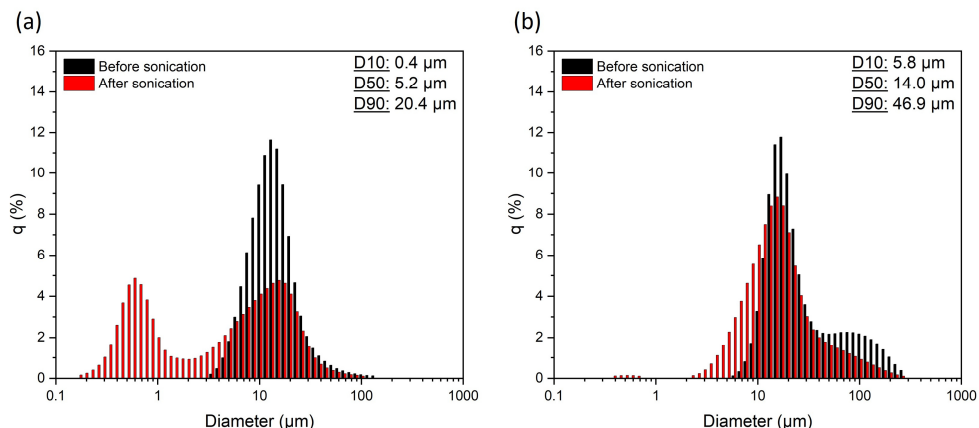 (a)
16
14
12
10
8
6
4
2
0
q (%)
Before sonication
After sonication
D10: 0.4 µm
D50: 5.2 µm
D90: 20.4 µm
0.1
1
10
100
1000
Diameter (µm)
(b)
16
14
12
10
8
6
4
2
0
q (%)
Before sonication
After sonication
D10: 5.8 µm
D50: 14.0 µm
D90: 46.9 µm
0.1
1
10
100
1000
Diameter (µm)